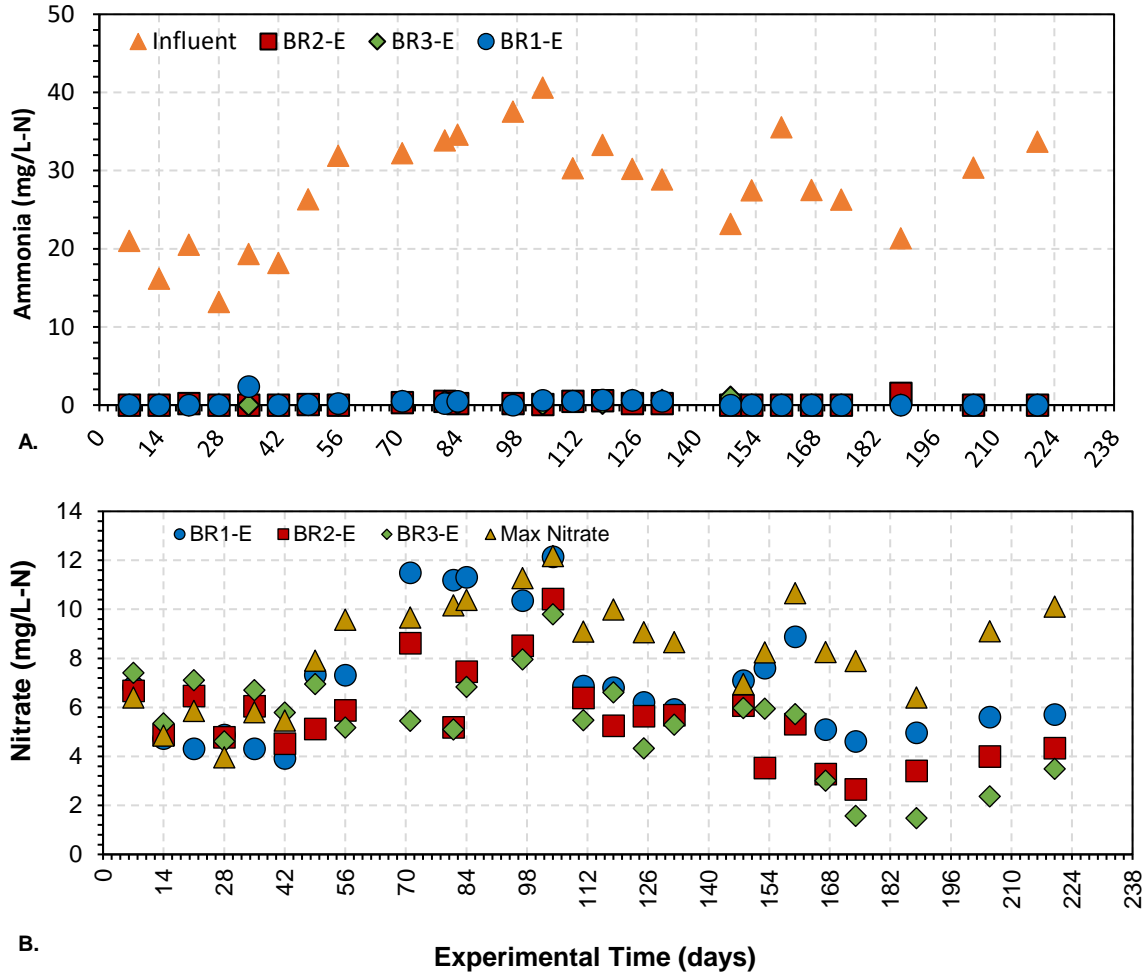 50
40
30
20
10
0
Ammonia (mg/L-N)
Influent BR2-E BR3-E BR1-E
A.
0 14 28 42 56 70 84 98 112 126 140 154 168 182 196 210 224 238
14
12
10
8
6
4
2
0
Nitrate (mg/L-N)
BR1-E BR2-E BR3-E Max Nitrate
0 14 28 42 56 70 84 98 112 126 140 154 168 182 196 210 224 238
B.
Experimental Time (days)